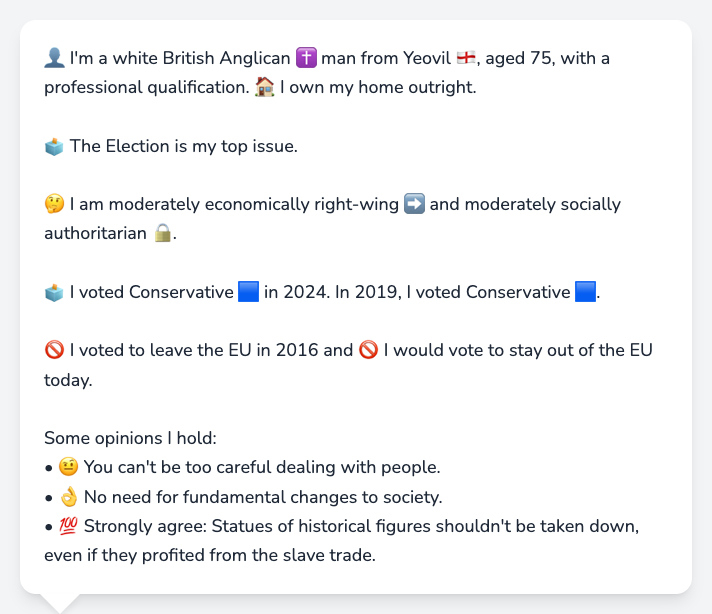 👤 I'm a white British Anglican ✝️ man from Yeovil 🏴󠁧󠁢󠁥󠁮󠁧󠁿, aged 75, with a
professional qualification. 🏠 I own my home outright.
🗳️ The Election is my top issue.
🤔 I am moderately economically right-wing ➡️ and moderately socially
authoritarian 🔒.
🗳️ I voted Conservative 🟦 in 2024. In 2019, I voted Conservative 🟦.
🚫 I voted to leave the EU in 2016 and 🚫 I would vote to stay out of the EU
today.
Some opinions I hold:
• 🤨 You can't be too careful dealing with people.
• 👌 No need for fundamental changes to society.
• 💯 Strongly agree: Statues of historical figures shouldn't be taken down,
even if they profited from the slave trade.